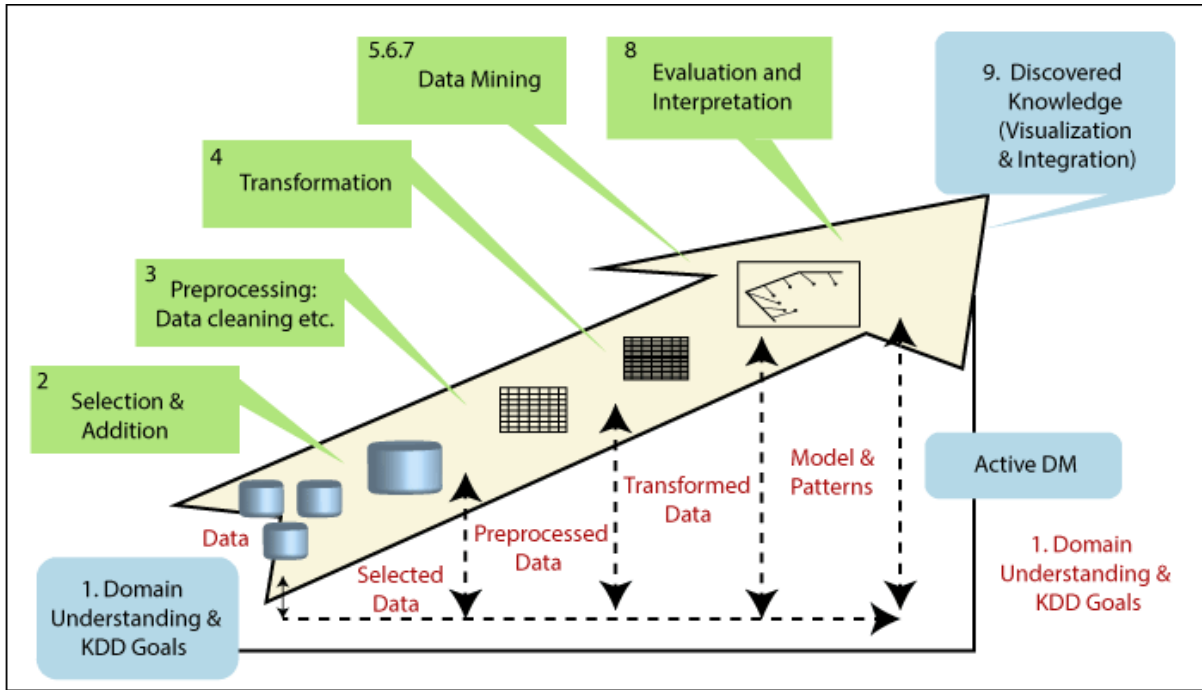 5.6.7
Data Mining
8
Evaluation and
Interpretation
9. Discovered
Knowledge
(Visualization
& Integration)
4
Transformation
3
Preprocessing:
Data cleaning etc.
2
Selection &
Addition
Data
Selected
Data
Preprocessed
Data
Transformed
Data
Model &
Patterns
Active DM
1. Domain
Understanding &
KDD Goals
1. Domain
Understanding &
KDD Goals